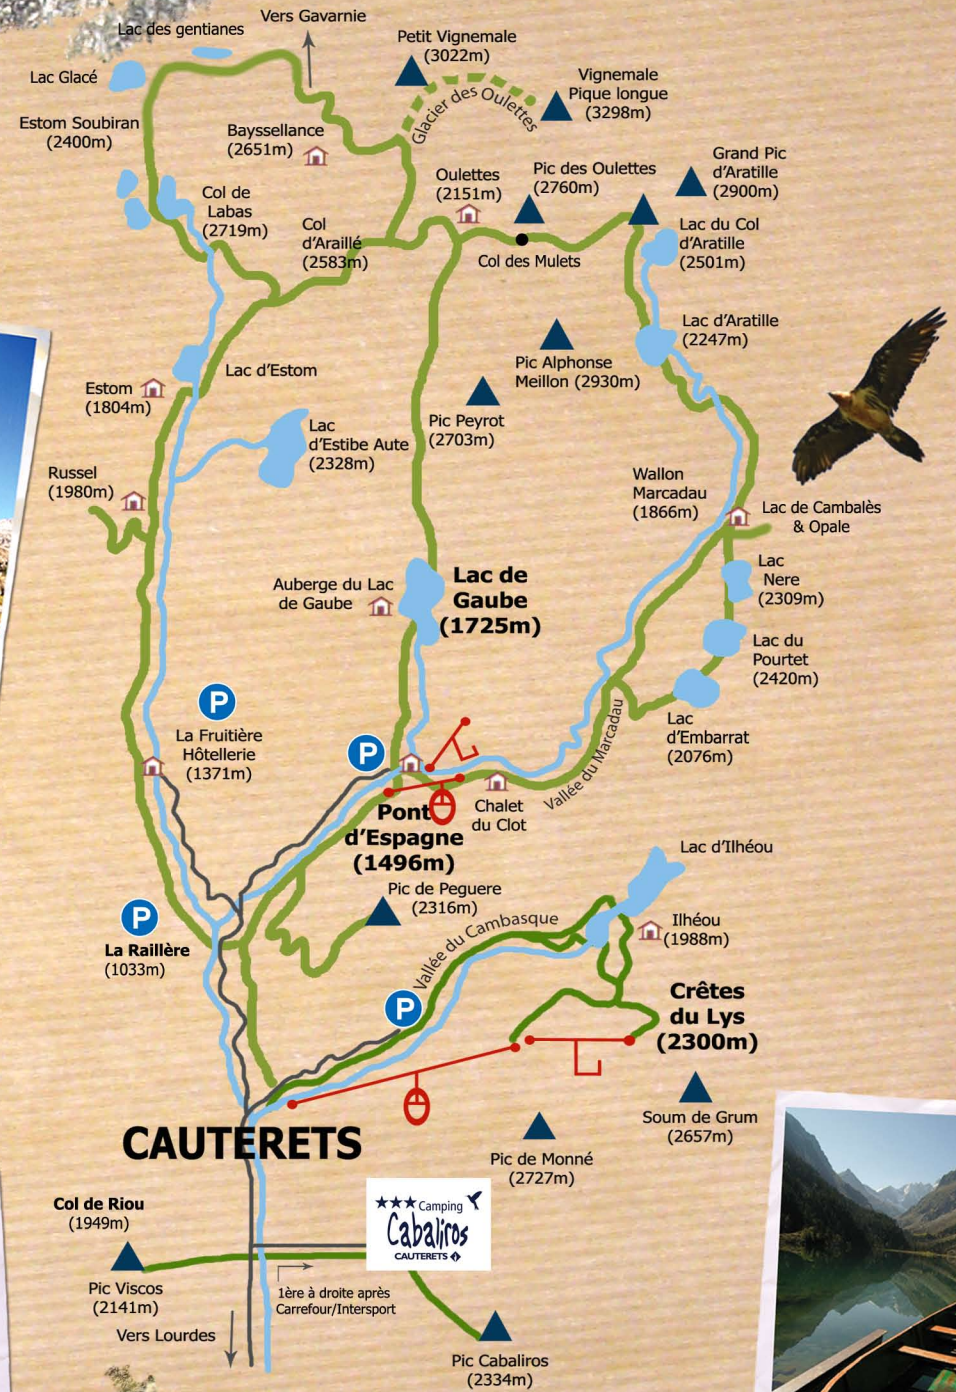 Vers Gavarnie
Lac des gentianes
Petit Vignemale
(3022m)
Lac Glacé
Vignemale
Pique longue
(3298m)
Glacier des Oulettes
Estom Soubiran
(2400m)
Bayssellance
(2651m)
Oulettes
(2151m)
Pic des Oulettes
(2760m)
Grand Pic
d'Aratille
(2900m)
Col de
Labas
(2719m)
Col
d'Araillé
(2583m)
Col des Mulets
Lac du Col
d'Aratille
(2501m)
Lac d'Aratille
(2247m)
Pic Alphonse
Meillon (2930m)
Lac d'Estom
Estom
(1804m)
Pic Peyrot
(2703m)
Lac
d'Estibe Aute
(2328m)
Russel
(1980m)
Wallon
Marcadau
(1866m)
Lac de Cambalès
& Opale
Lac
Nere
(2309m)
Auberge du Lac
de Gaube
Lac de
Gaube
(1725m)
Lac du
Pourtet
(2420m)
Lac
d'Embarrat
(2076m)
P
La Fruitière
Hôtellerie
(1371m)
P
Vallée du Marcadau
Chalet
du Clot
Pont
d'Espagne
(1496m)
Lac d'Ilhéou
Pic de Peguere
(2316m)
P
La Raillère
(1033m)
Vallée du Cambasque
Ilhéou
(1988m)
P
Crêtes
du Lys
(2300m)
Soum de Grum
(2657m)
CAUTERETS
Pic de Monné
(2727m)
Col de Riou
(1949m)
Camping
Cabaliros
CAUTERETS
Pic Viscos
(2141m)
1ère à droite après
Carrefour/Intersport
Vers Lourdes
Pic Cabaliros
(2334m)